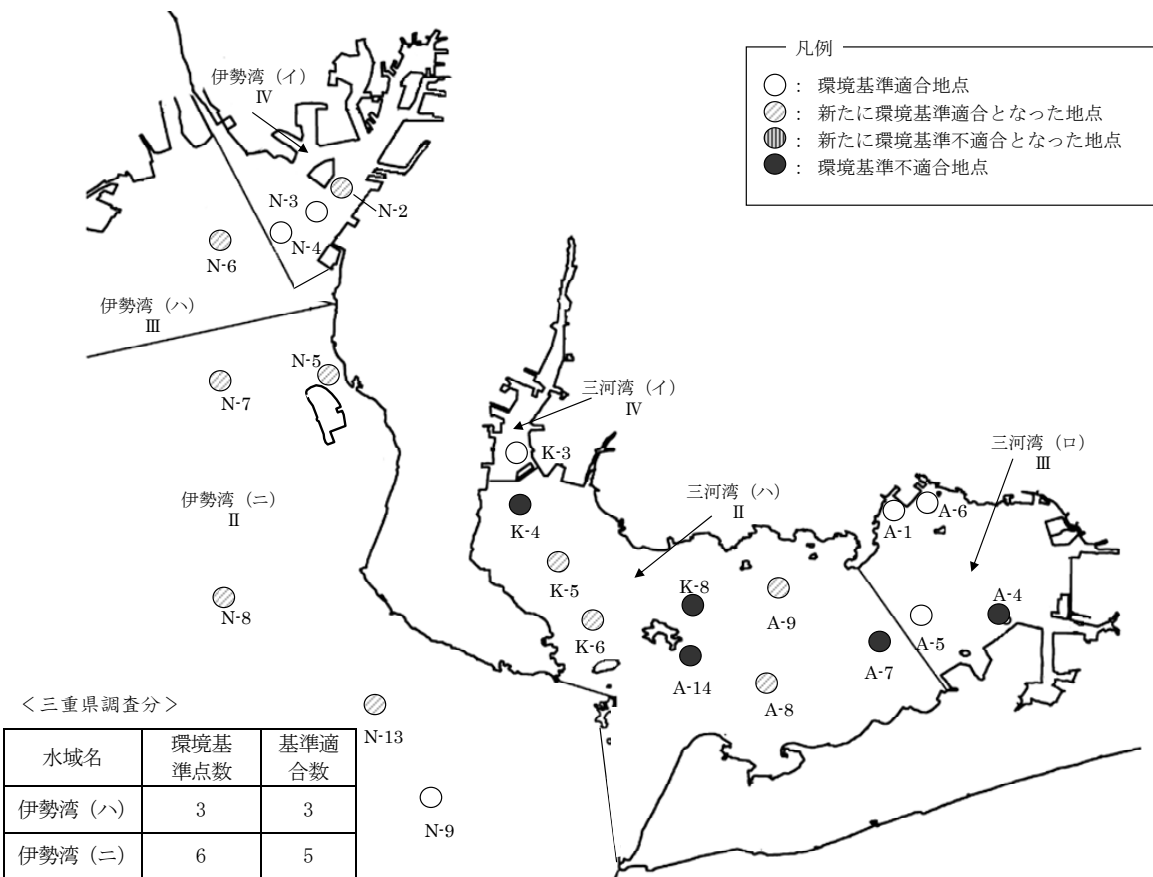 凡例
○ : 環境基準適合地点
: 新たに環境基準適合となった地点
: 新たに環境基準不適合となった地点
● : 環境基準不適合地点
伊勢湾（イ）
Ⅳ
N-3
N-2
N-4
N-6
伊勢湾（ハ）
Ⅲ
N-5
N-7
三河湾（イ）
Ⅳ
K-3
三河湾（ロ）
Ⅲ
伊勢湾（ニ）
Ⅱ
三河湾（ハ）
Ⅱ
A-6
A-1
K-4
K-5
K-8
A-4
N-8
A-9
K-6
A-5
A-7
A-14
A-8
N-13
N-9
＜三重県調査分＞
水域名 環境基準点数 基準適合数
伊勢湾（ハ） 3 3
伊勢湾（ニ） 6 5